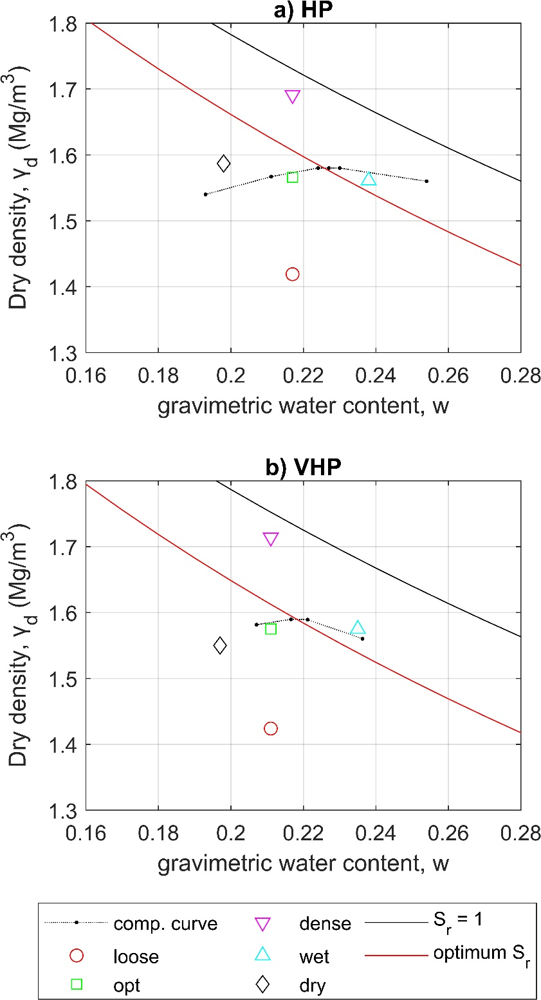 a) HP
Dry density, γd (Mg/m3)
1.8
1.7
1.6
1.5
1.4
1.3
0.16 0.18 0.2 0.22 0.24 0.26 0.28
gravimetric water content, w
b) VHP
Dry density, γd (Mg/m3)
1.8
1.7
1.6
1.5
1.4
1.3
0.16 0.18 0.2 0.22 0.24 0.26 0.28
gravimetric water content, w
comp. curve dense Sr = 1
loose wet optimum Sr
opt dry